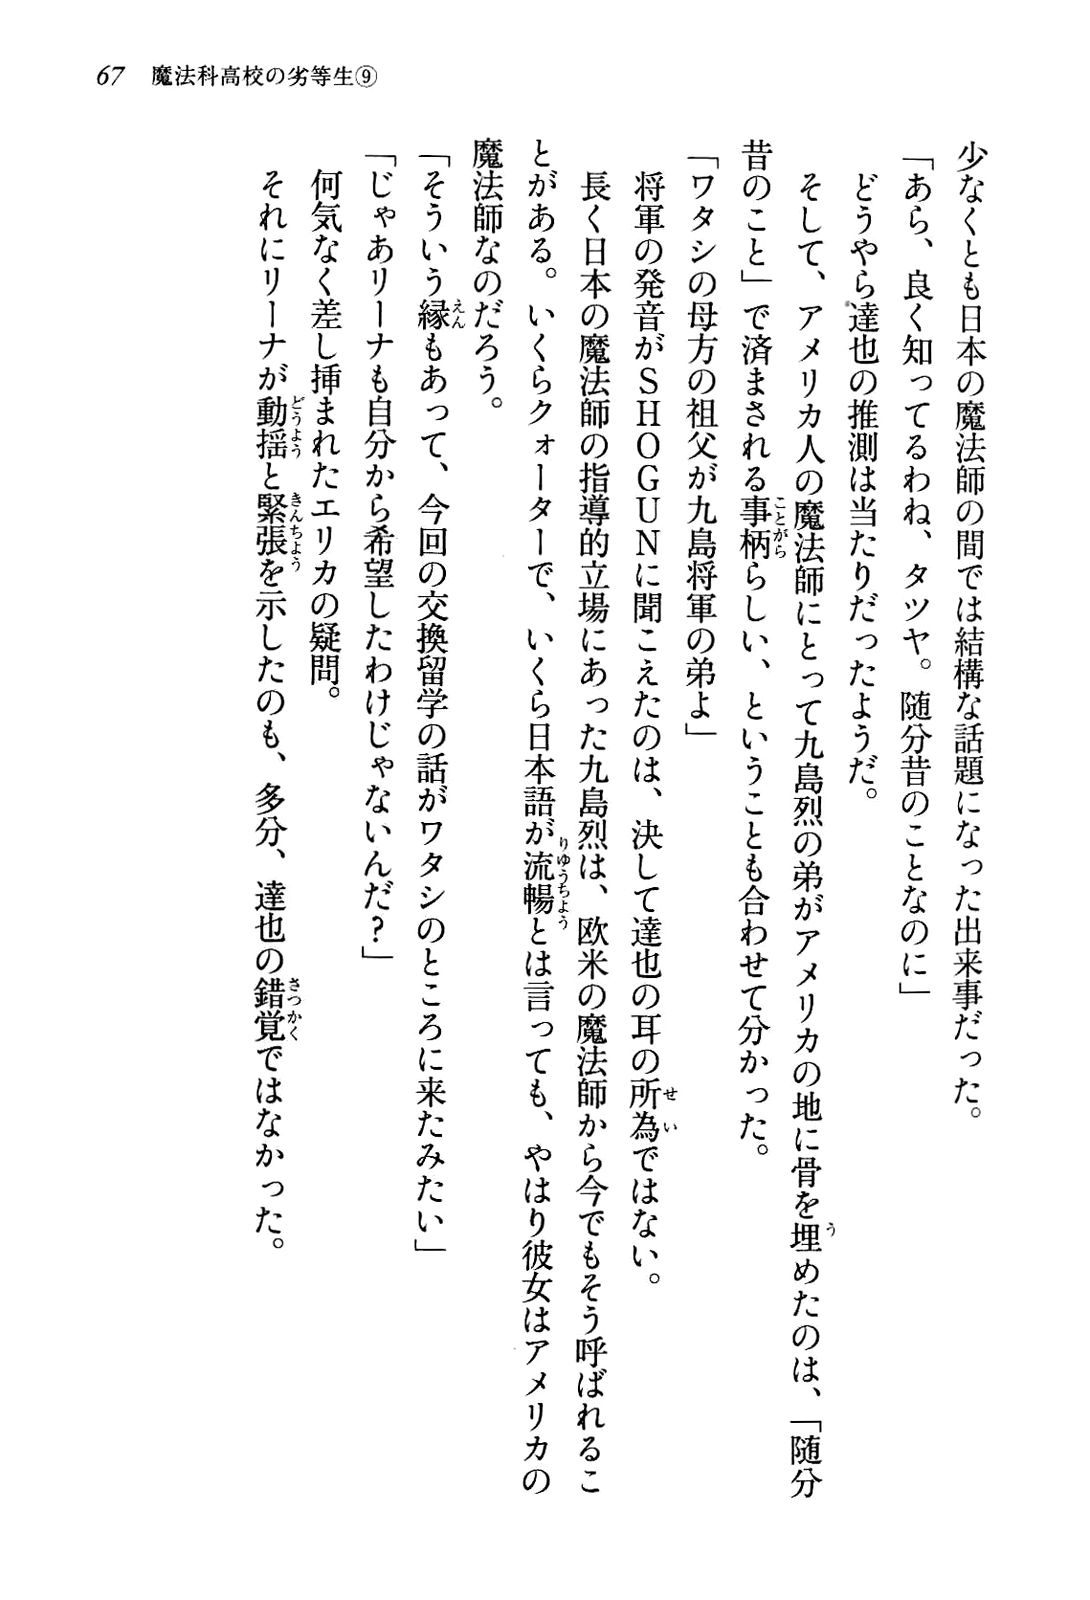 67　魔法科高校の劣等生⑨
少なくとも日本の魔法師の間では結構な話題になった出来事だった。
「あら、良く知ってるわね、タツヤ。随分昔のことなのに」
どうやら達也の推測は当たりだったようだ。
そして、アメリカ人の魔法師にとって九島烈の弟がアメリカの地に骨を埋めたのは、「随分
昔のこと」で済まされる事柄らしい、ということも合わせて分かった。
「ワタシの母方の祖父が九島将軍の弟よ」
将軍の発音がＳＨＯＧＵＮに聞こえたのは、決して達也の耳の所為ではない。
長く日本の魔法師の指導的立場にあった九島烈は、欧米の魔法師から今でもそう呼ばれるこ
とがある。いくらクォーターで、いくら日本語が流暢とは言っても、やはり彼女はアメリカの
魔法師なのだろう。
「そういう縁もあって、今回の交換留学の話がワタシのところに来たみたい」
「じゃあリーナも自分から希望したわけじゃないんだ？」
何気なく差し挿まれたエリカの疑問。
それにリーナが動揺と緊張を示したのも、多分、達也の錯覚ではなかった。